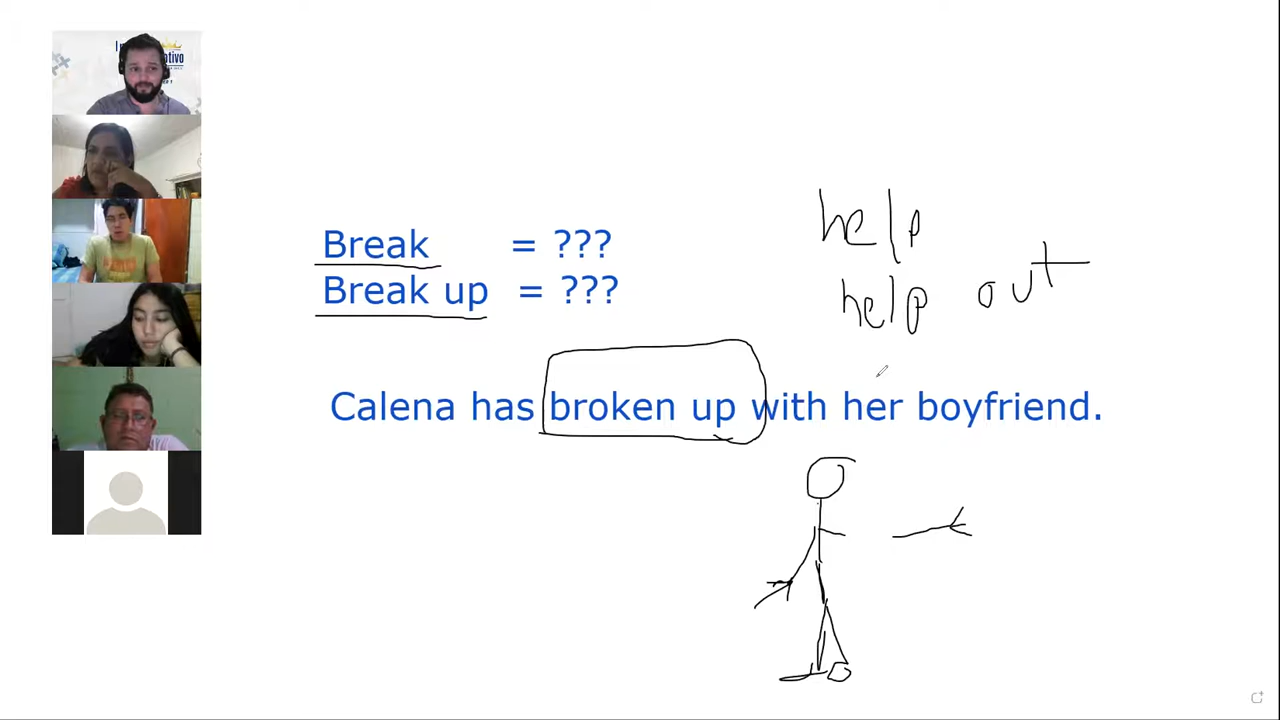 Break = ???
Break up = ???
help
help out
Calena has broken up with her boyfriend.